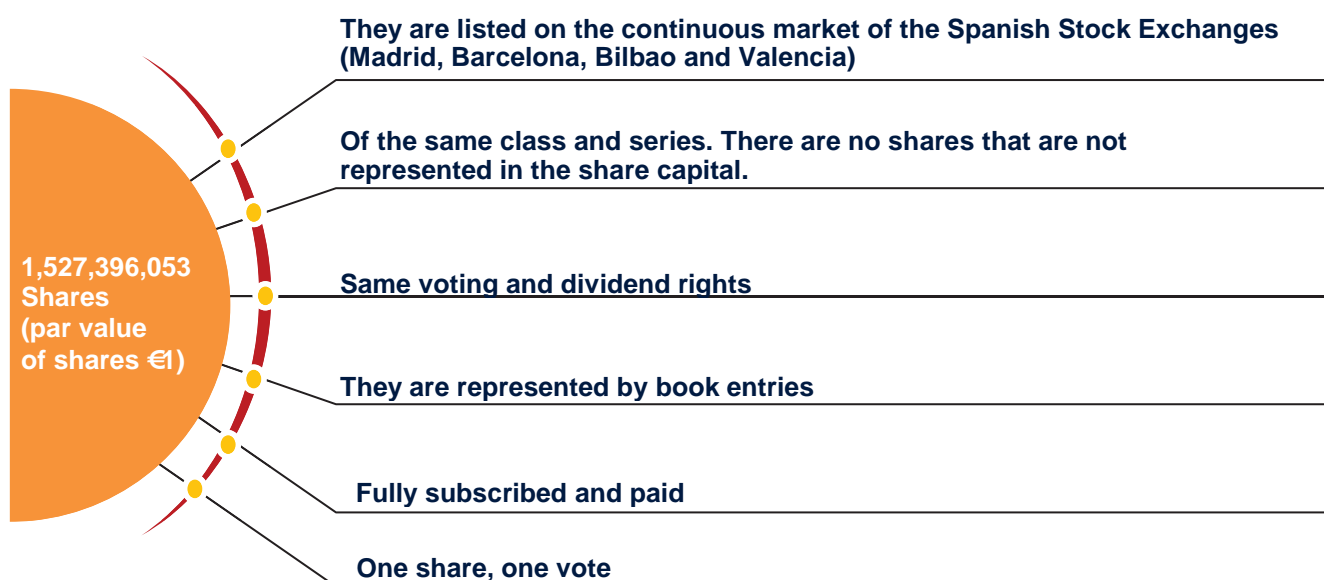 They are listed on the continuous market of the Spanish Stock Exchanges
(Madrid, Barcelona, Bilbao and Valencia)
Of the same class and series. There are no shares that are not
represented in the share capital.
1,527,396,053
Shares
(par value
of shares €1)
Same voting and dividend rights
They are represented by book entries
Fully subscribed and paid
One share, one vote